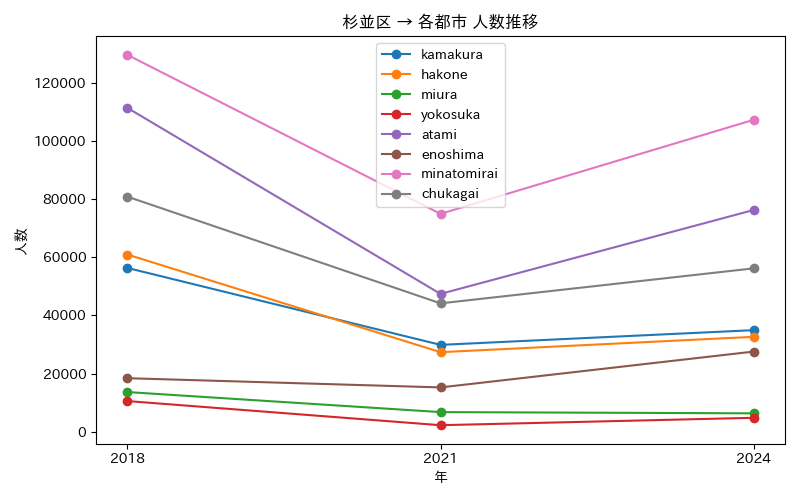 杉並区 → 各都市 人数推移
kamakura
hakone
miura
yokosuka
atami
enoshima
minatomirai
chukagai
人数
120000
100000
80000
60000
40000
20000
0
2018
2021
2024
年